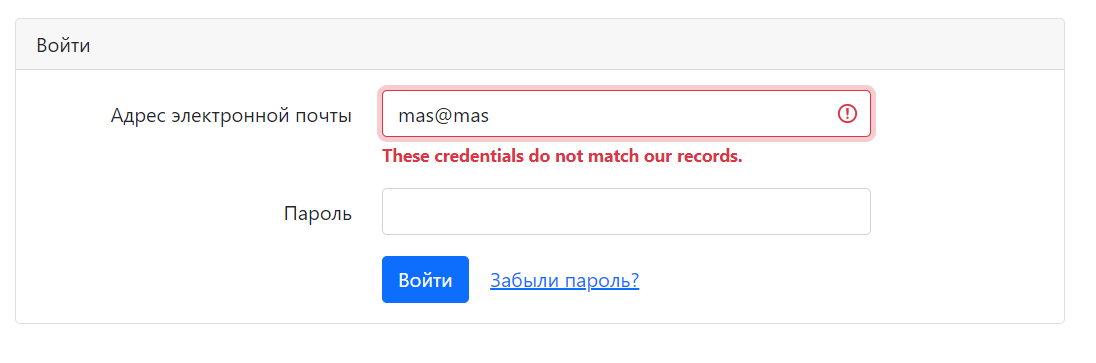 Войти
Адрес электронной почты
mas@mas
These credentials do not match our records.
Пароль
Войти
Забыли пароль?